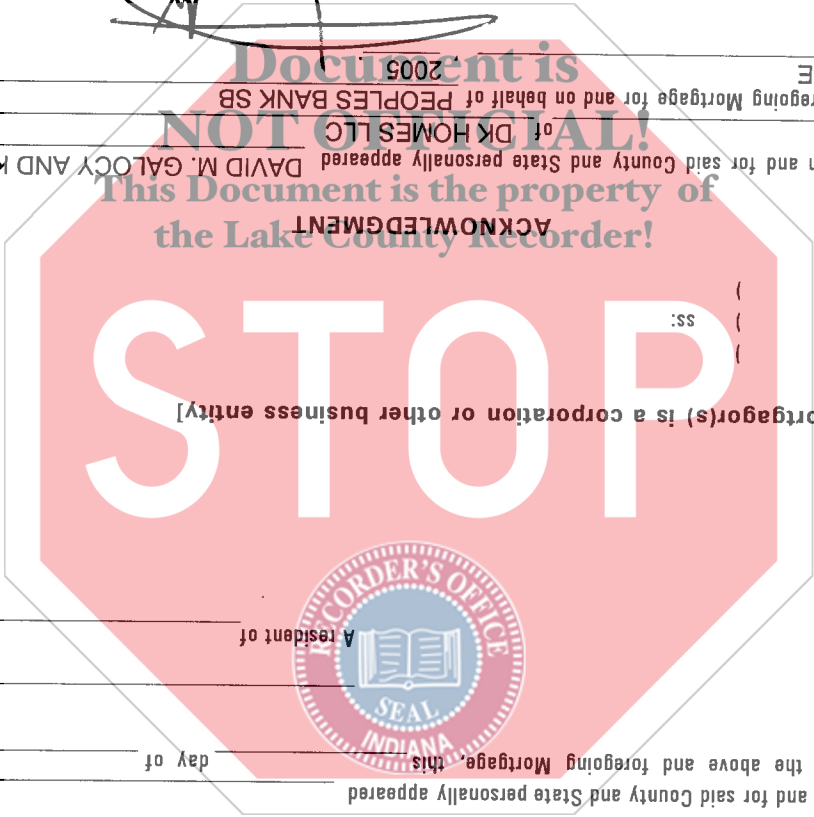 Document is
NOT OFFICIAL!
This Document is the property of
the Lake County Recorder!
STOP
RECORDER'S OFFICE
SEAL
INDIANA
and for said County and State personally appeared
the above and foregoing Mortgage, this day of
A resident of
ortgagor(s) is a corporation or other business entity]
)
) ss:
)
ACKNOWLEDGMENT
and for said County and State personally appeared DAVID M. GALOCY AND
of DK HOMES LLC
regoing Mortgage for and on behalf of PEOPLES BANK SB
E , 2005 .